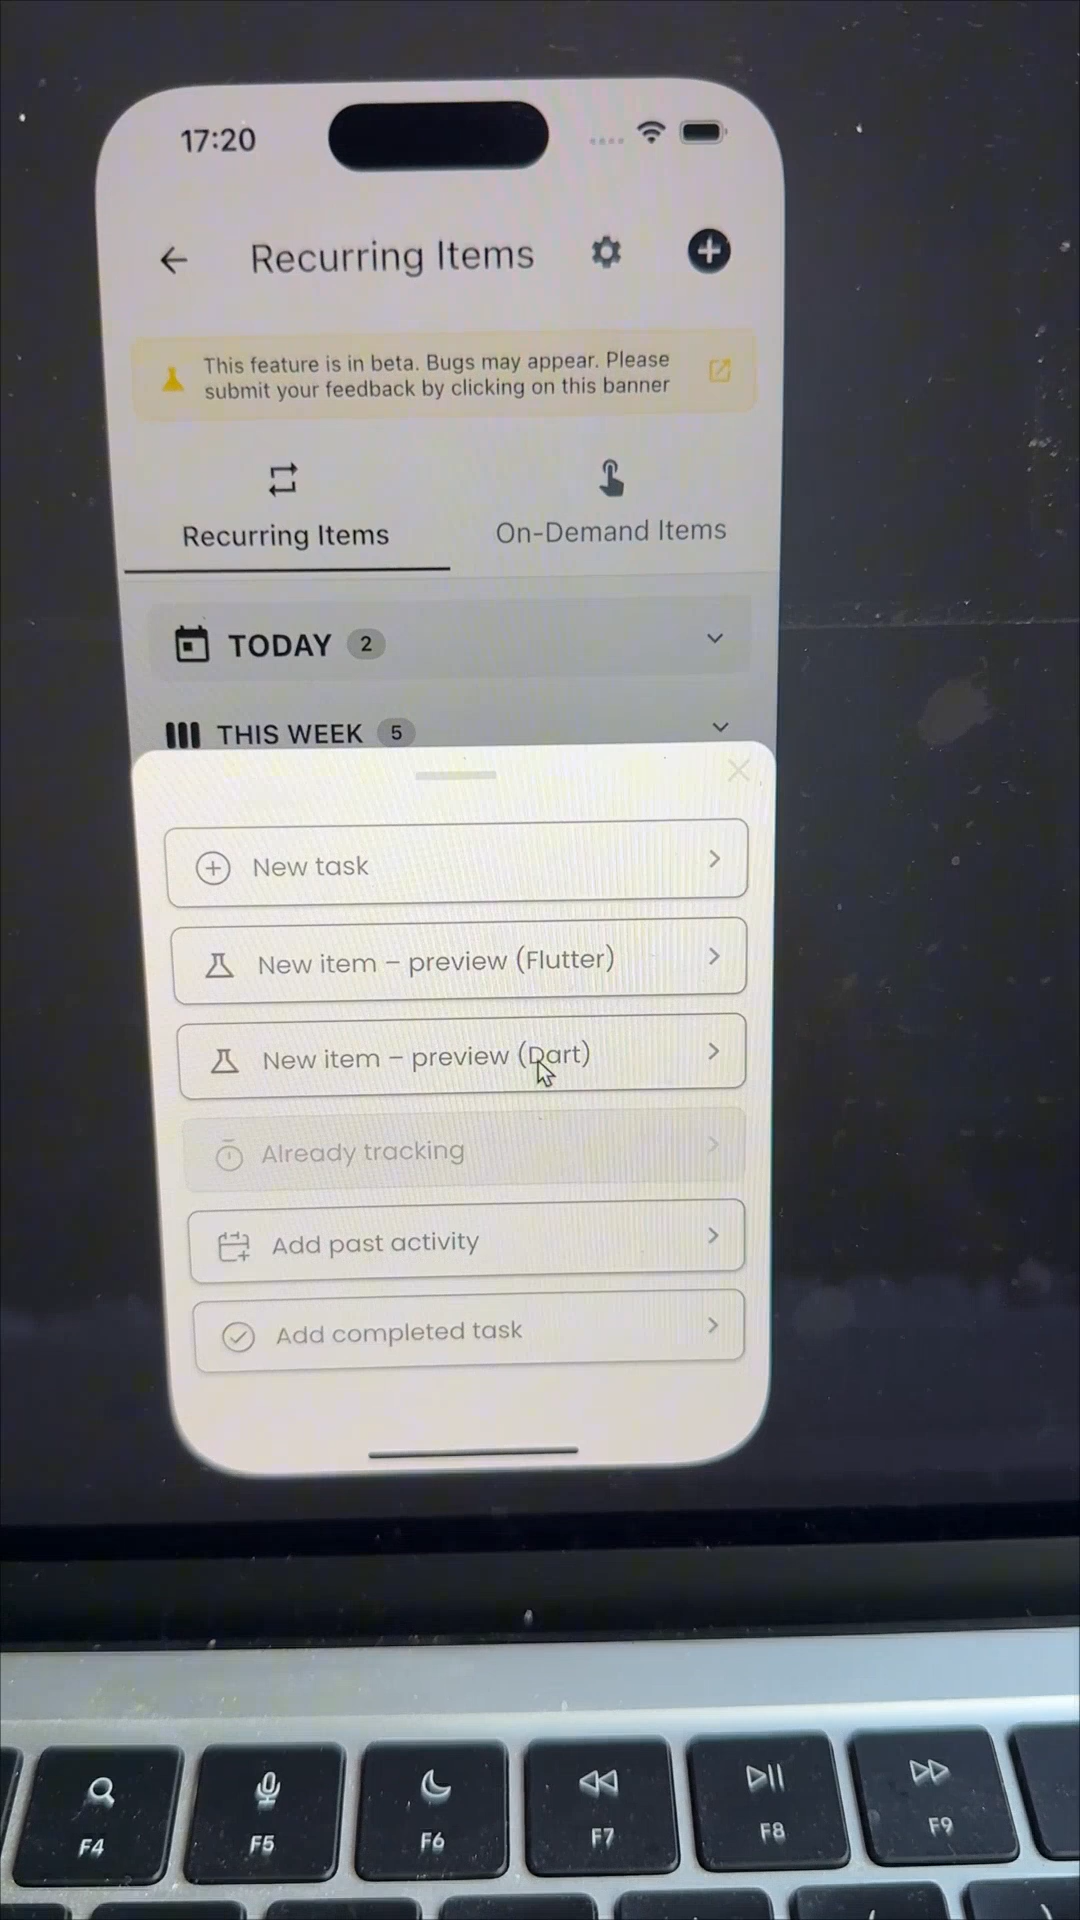 17:20
Recurring Items
This feature is in beta. Bugs may appear. Please
submit your feedback by clicking on this banner
Recurring Items
On-Demand Items
TODAY 2
THIS WEEK 5
New task
New item – preview (Flutter)
New item – preview (Dart)
Already tracking
Add past activity
Add completed task
F4
F5
F6
F7
F8
F9